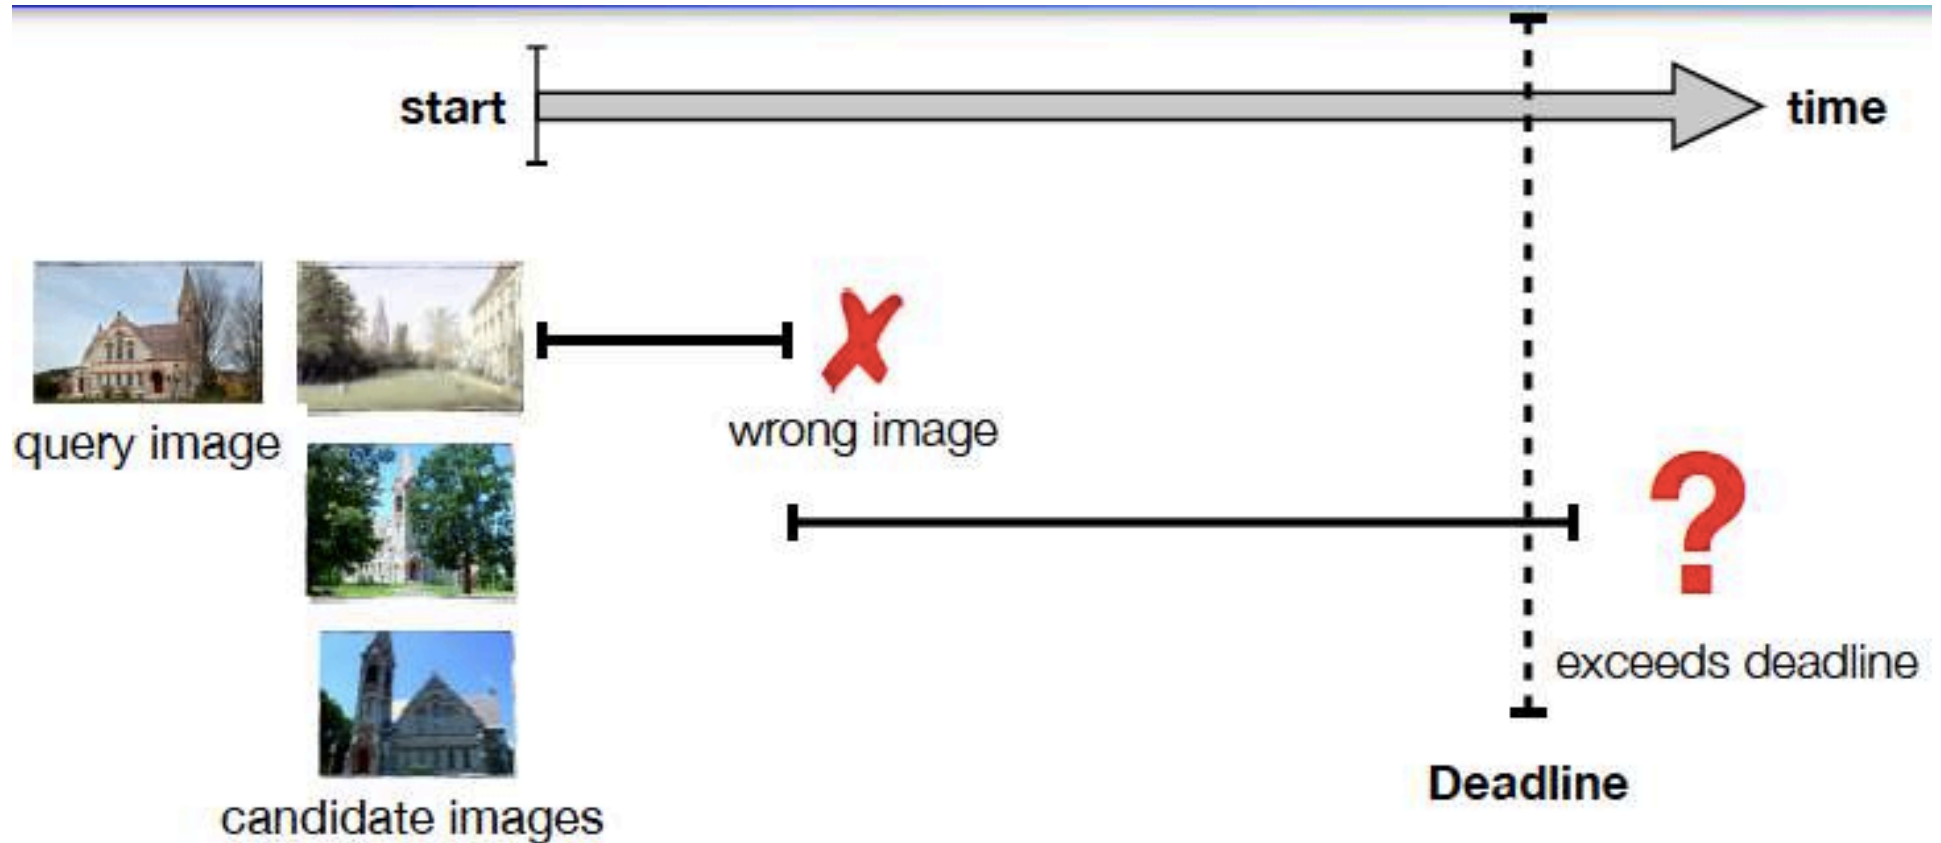 start
time
query image
wrong image
?
exceeds deadline
Deadline
candidate images